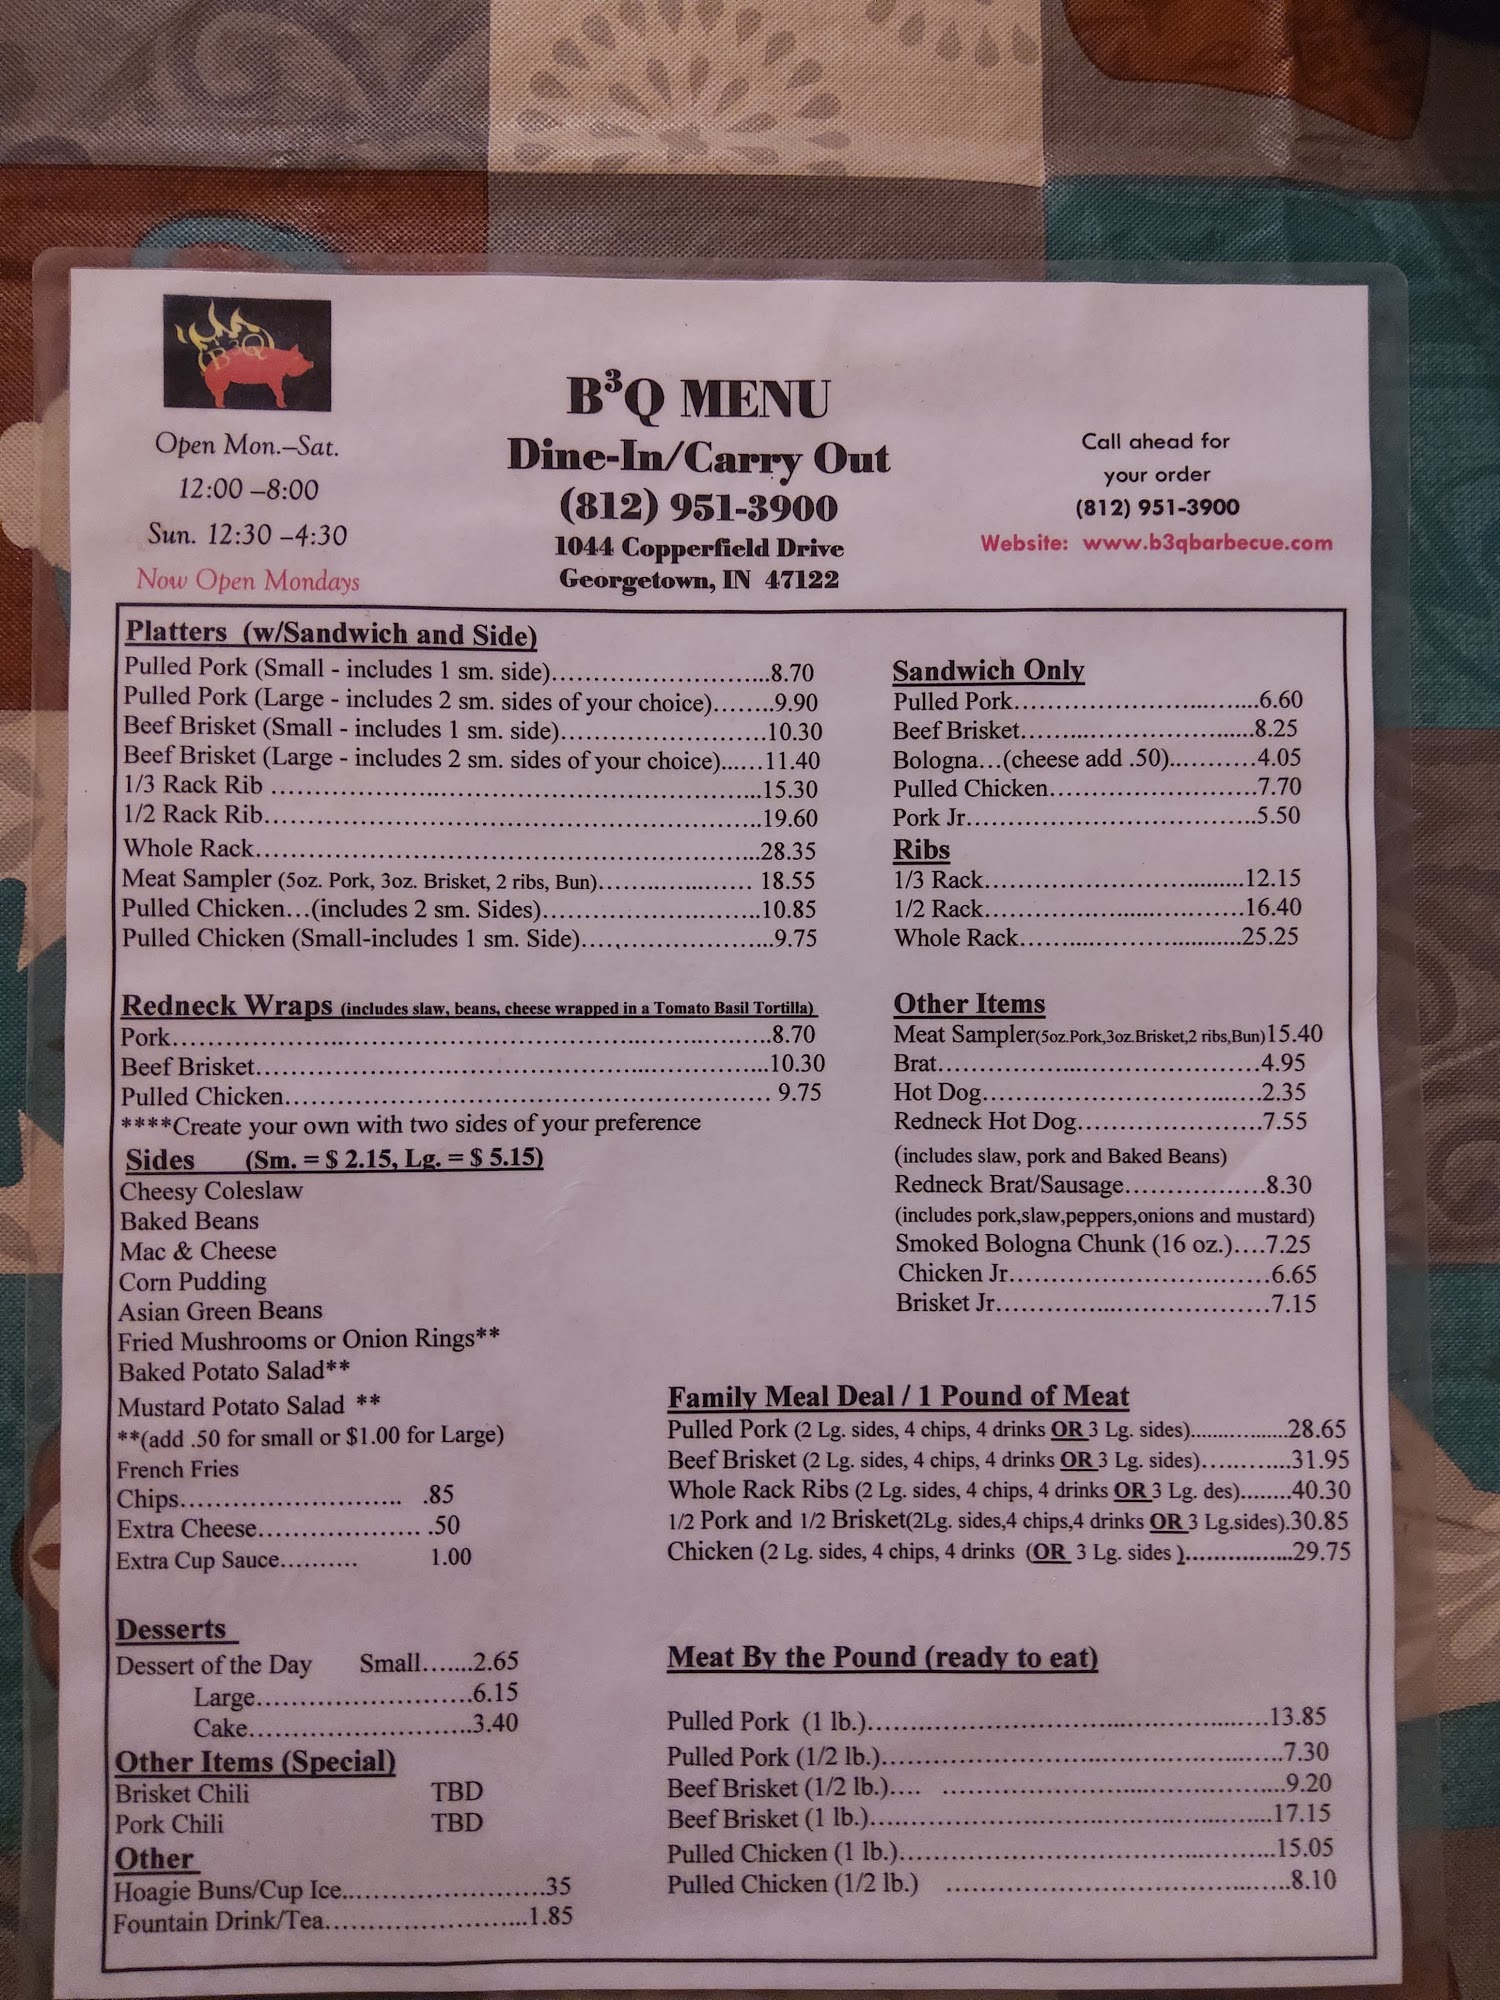 B³Q
Open Mon.–Sat.
12:00 –8:00
Sun. 12:30 –4:30
Now Open Mondays
B³Q MENU
Dine-In/Carry Out
(812) 951-3900
1044 Copperfield Drive
Georgetown, IN 47122
Call ahead for
your order
(812) 951-3900
Website: www.b3qbarbecue.com
Platters (w/Sandwich and Side)
Pulled Pork (Small - includes 1 sm. side)...........................8.70
Pulled Pork (Large - includes 2 sm. sides of your choice)........9.90
Beef Brisket (Small - includes 1 sm. side).........................10.30
Beef Brisket (Large - includes 2 sm. sides of your choice)......11.40
1/3 Rack Rib ............................................................15.30
1/2 Rack Rib.............................................................19.60
Whole Rack..............................................................28.35
Meat Sampler (5oz. Pork, 3oz. Brisket, 2 ribs, Bun)................... 18.55
Pulled Chicken…(includes 2 sm. Sides)...........................10.85
Pulled Chicken (Small-includes 1 sm. Side)........................9.75
Redneck Wraps (includes slaw, beans, cheese wrapped in a Tomato Basil Tortilla)
Pork.........................................................................8.70
Beef Brisket...............................................................10.30
Pulled Chicken............................................................ 9.75
****Create your own with two sides of your preference
Sides (Sm. = $ 2.15, Lg. = $ 5.15)
Cheesy Coleslaw
Baked Beans
Mac & Cheese
Corn Pudding
Asian Green Beans
Fried Mushrooms or Onion Rings**
Baked Potato Salad**
Mustard Potato Salad **
**(add .50 for small or $1.00 for Large)
French Fries
Chips............................ .85
Extra Cheese.................... .50
Extra Cup Sauce.......... 1.00
Desserts
Dessert of the Day Small.......2.65
Large..........................6.15
Cake...........................3.40
Other Items (Special)
Brisket Chili TBD
Pork Chili TBD
Other
Hoagie Buns/Cup Ice.........................35
Fountain Drink/Tea.........................1.85
Sandwich Only
Pulled Pork..............................6.60
Beef Brisket.............................8.25
Bologna…(cheese add .50)............4.05
Pulled Chicken..........................7.70
Pork Jr...................................5.50
Ribs
1/3 Rack................................12.15
1/2 Rack................................16.40
Whole Rack............................25.25
Other Items
Meat Sampler(5oz.Pork,3oz.Brisket,2 ribs,Bun)15.40
Brat.......................................4.95
Hot Dog..................................2.35
Redneck Hot Dog.......................7.55
(includes slaw, pork and Baked Beans)
Redneck Brat/Sausage.................8.30
(includes pork,slaw,peppers,onions and mustard)
Smoked Bologna Chunk (16 oz.)....7.25
Chicken Jr................................6.65
Brisket Jr.................................7.15
Family Meal Deal / 1 Pound of Meat
Pulled Pork (2 Lg. sides, 4 chips, 4 drinks OR 3 Lg. sides)...............28.65
Beef Brisket (2 Lg. sides, 4 chips, 4 drinks OR 3 Lg. sides).............31.95
Whole Rack Ribs (2 Lg. sides, 4 chips, 4 drinks OR 3 Lg. des)........40.30
1/2 Pork and 1/2 Brisket(2Lg. sides,4 chips,4 drinks OR 3 Lg.sides).30.85
Chicken (2 Lg. sides, 4 chips, 4 drinks (OR 3 Lg. sides )................29.75
Meat By the Pound (ready to eat)
Pulled Pork (1 lb.)..................................................13.85
Pulled Pork (1/2 lb.)................................................7.30
Beef Brisket (1/2 lb.).... ..........................................9.20
Beef Brisket (1 lb.)..................................................17.15
Pulled Chicken (1 lb.)...............................................15.05
Pulled Chicken (1/2 lb.) ...........................................8.10